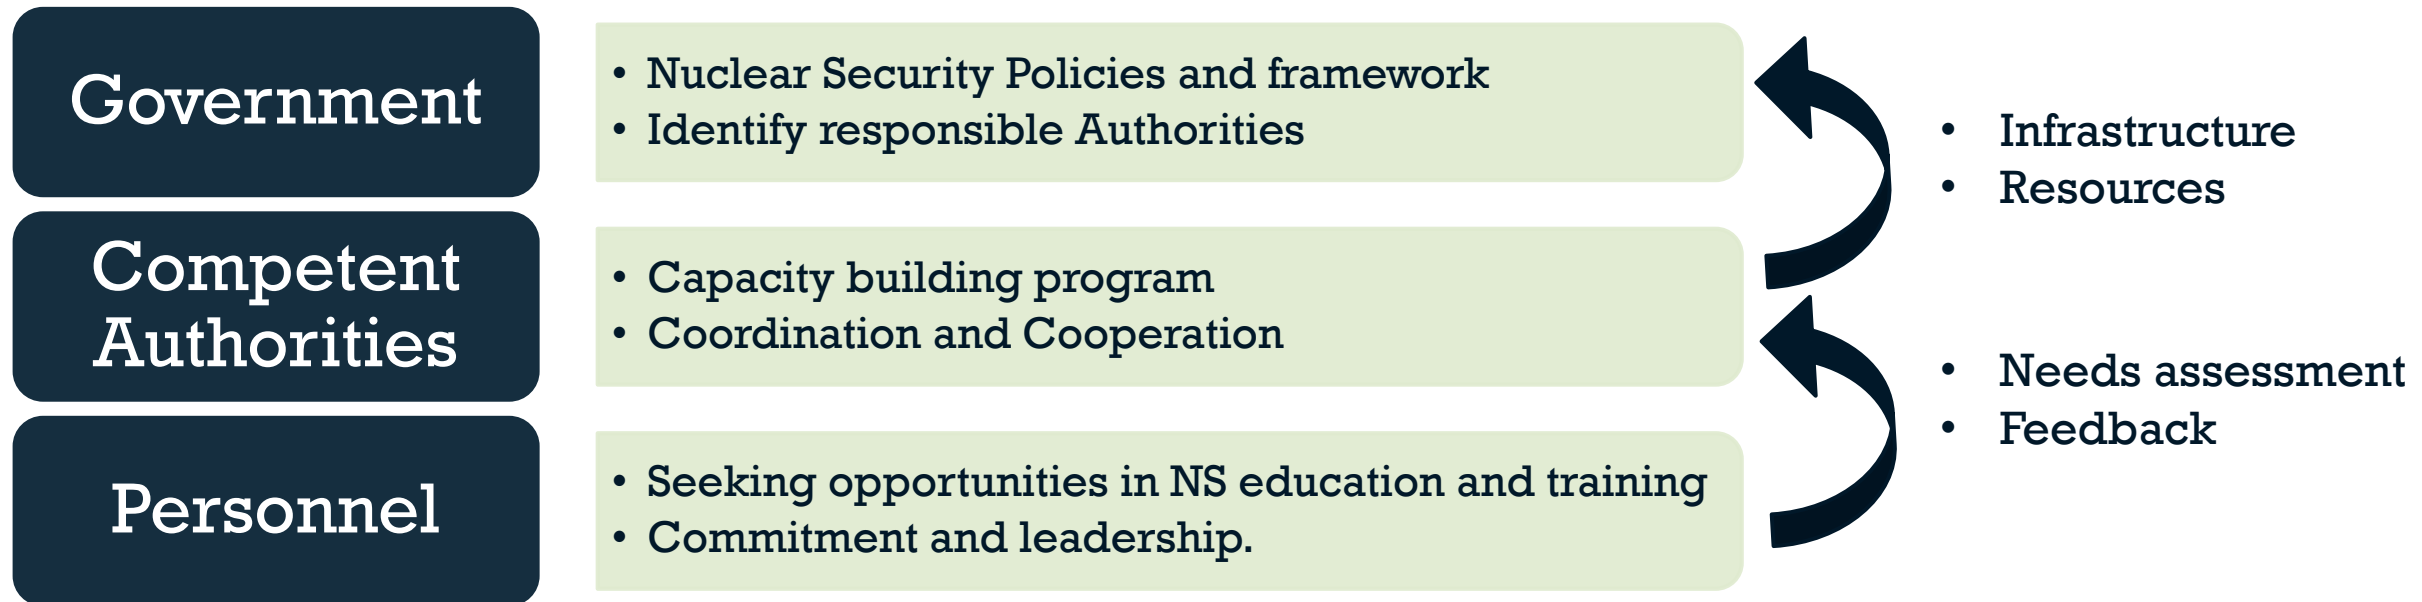 Government
• Nuclear Security Policies and framework
• Identify responsible Authorities
• Infrastructure
• Resources
Competent
Authorities
• Capacity building program
• Coordination and Cooperation
• Needs assessment
• Feedback
Personnel
• Seeking opportunities in NS education and training
• Commitment and leadership.